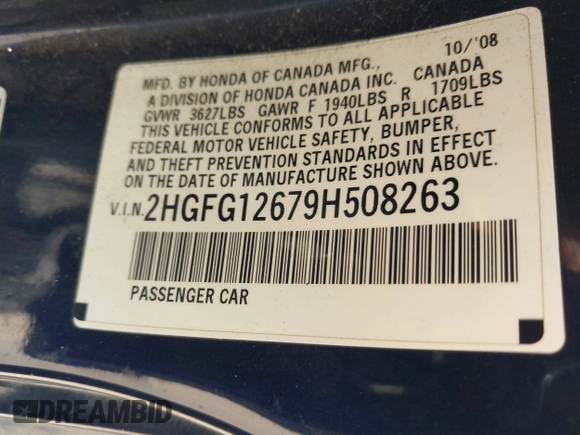 10/'08
MFD. BY HONDA OF CANADA MFG.,
A DIVISION OF HONDA CANADA INC. CANADA
GVWR 3627LBS GAWR F 1940LBS R 1709LBS
THIS VEHICLE CONFORMS TO ALL APPLICABLE
FEDERAL MOTOR VEHICLE SAFETY, BUMPER,
AND THEFT PREVENTION STANDARDS IN EFFECT
ON THE DATE OF MANUFACTURE SHOWN ABOVE.
V.I.N. 2HGFG12679H508263
PASSENGER CAR
DREAMBID